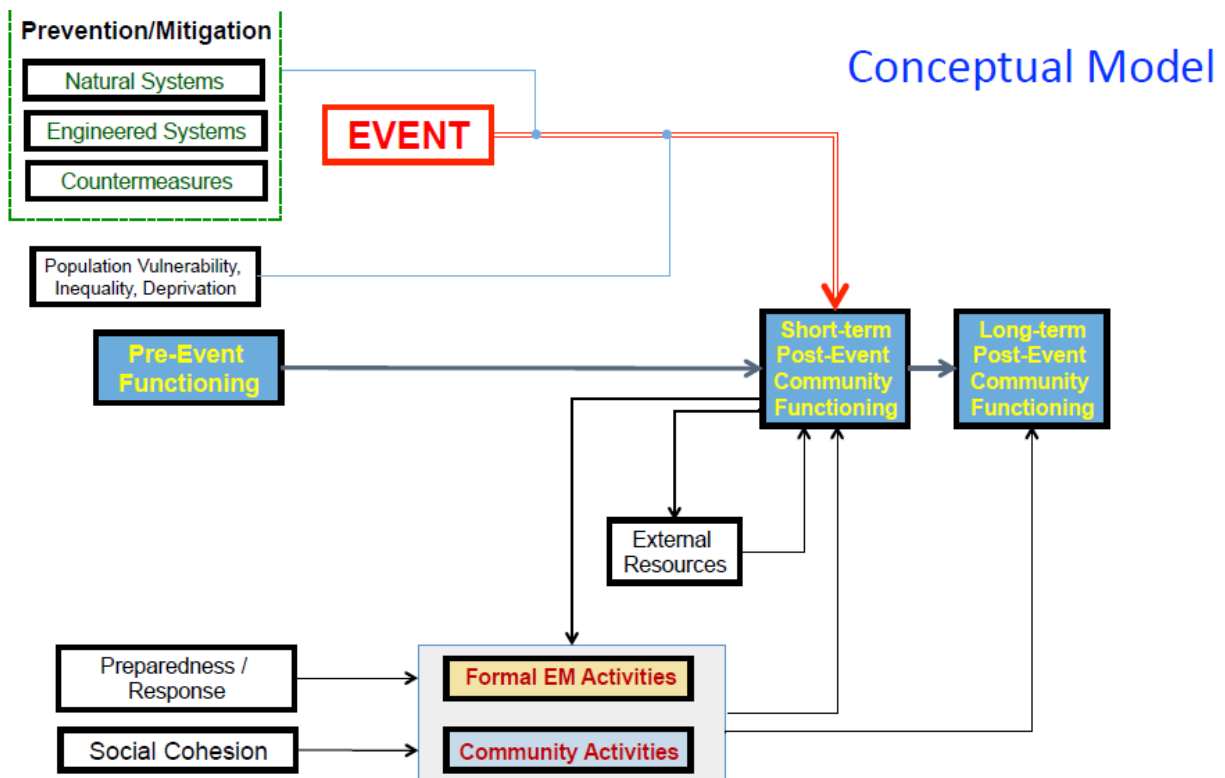 Prevention/Mitigation
Conceptual Model
Natural Systems
Engineered Systems
EVENT
Countermeasures
Population Vulnerability,
Inequality, Deprivation
Pre-Event
Functioning
Short-term
Post-Event
Community
Functioning
Long-term
Post-Event
Community
Functioning
External
Resources
Preparedness /
Response
Formal EM Activities
Social Cohesion
Community Activities